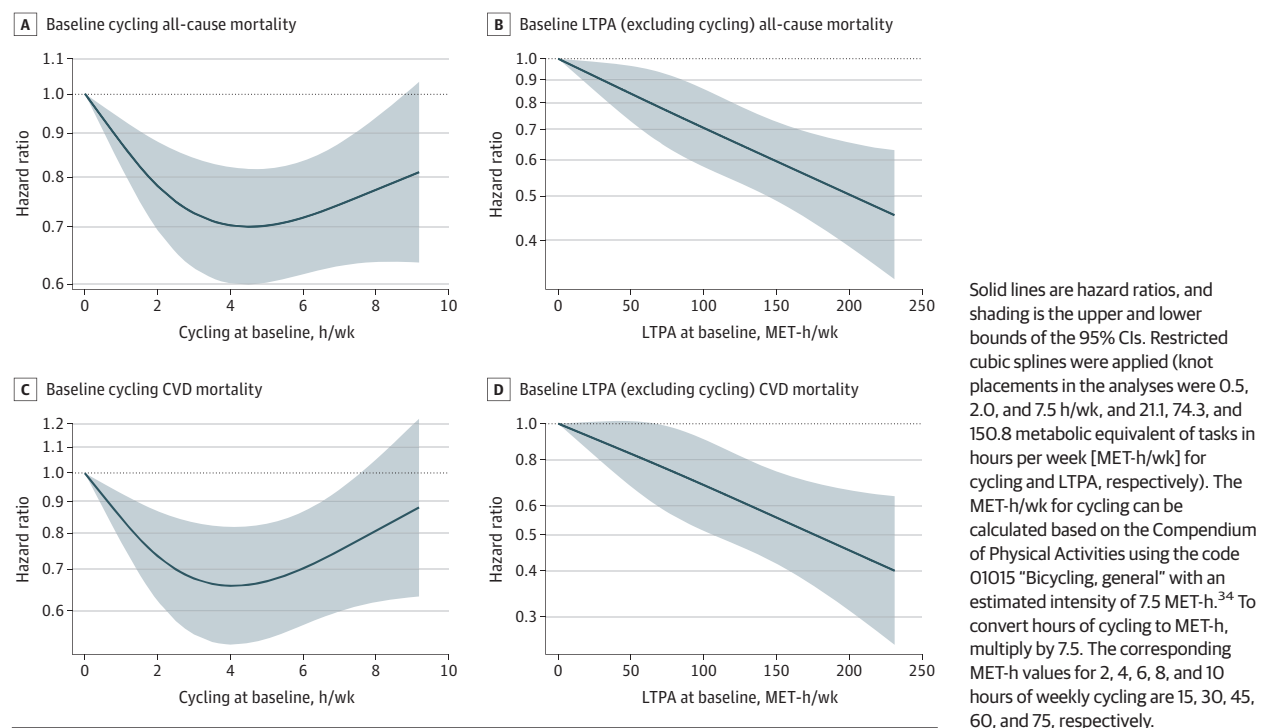 A Baseline cycling all-cause mortality
1.1
1.0
0.9
0.8
0.7
0.6
Hazard ratio
0 2 4 6 8 10
Cycling at baseline, h/wk
B Baseline LTPA (excluding cycling) all-cause mortality
1.0
0.9
0.8
0.7
0.6
0.5
0.4
Hazard ratio
0 50 100 150 200 250
LTPA at baseline, MET-h/wk
C Baseline cycling CVD mortality
1.2
1.1
1.0
0.9
0.8
0.7
0.6
Hazard ratio
0 2 4 6 8 10
Cycling at baseline, h/wk
D Baseline LTPA (excluding cycling) CVD mortality
1.0
0.8
0.6
0.5
0.4
0.3
Hazard ratio
0 50 100 150 200 250
LTPA at baseline, MET-h/wk
Solid lines are hazard ratios, and
shading is the upper and lower
bounds of the 95% CIs. Restricted
cubic splines were applied (knot
placements in the analyses were 0.5,
2.0, and 7.5 h/wk, and 21.1, 74.3, and
150.8 metabolic equivalent of tasks in
hours per week [MET-h/wk] for
cycling and LTPA, respectively). The
MET-h/wk for cycling can be
calculated based on the Compendium
of Physical Activities using the code
01015 “Bicycling, general” with an
estimated intensity of 7.5 MET-h.34 To
convert hours of cycling to MET-h,
multiply by 7.5. The corresponding
MET-h values for 2, 4, 6, 8, and 10
hours of weekly cycling are 15, 30, 45,
60, and 75, respectively.